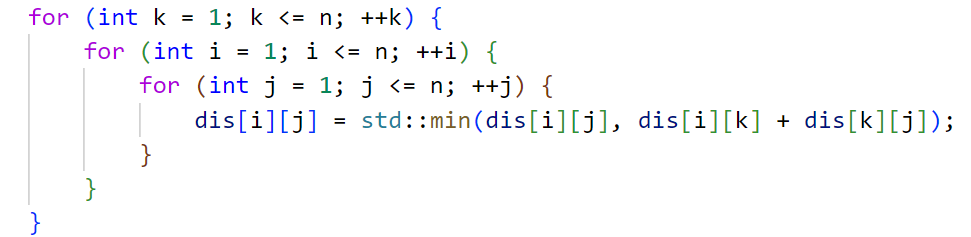 for (int k = 1; k <= n; ++k) {
    for (int i = 1; i <= n; ++i) {
        for (int j = 1; j <= n; ++j) {
            dis[i][j] = std::min(dis[i][j], dis[i][k] + dis[k][j]);
        }
    }
}